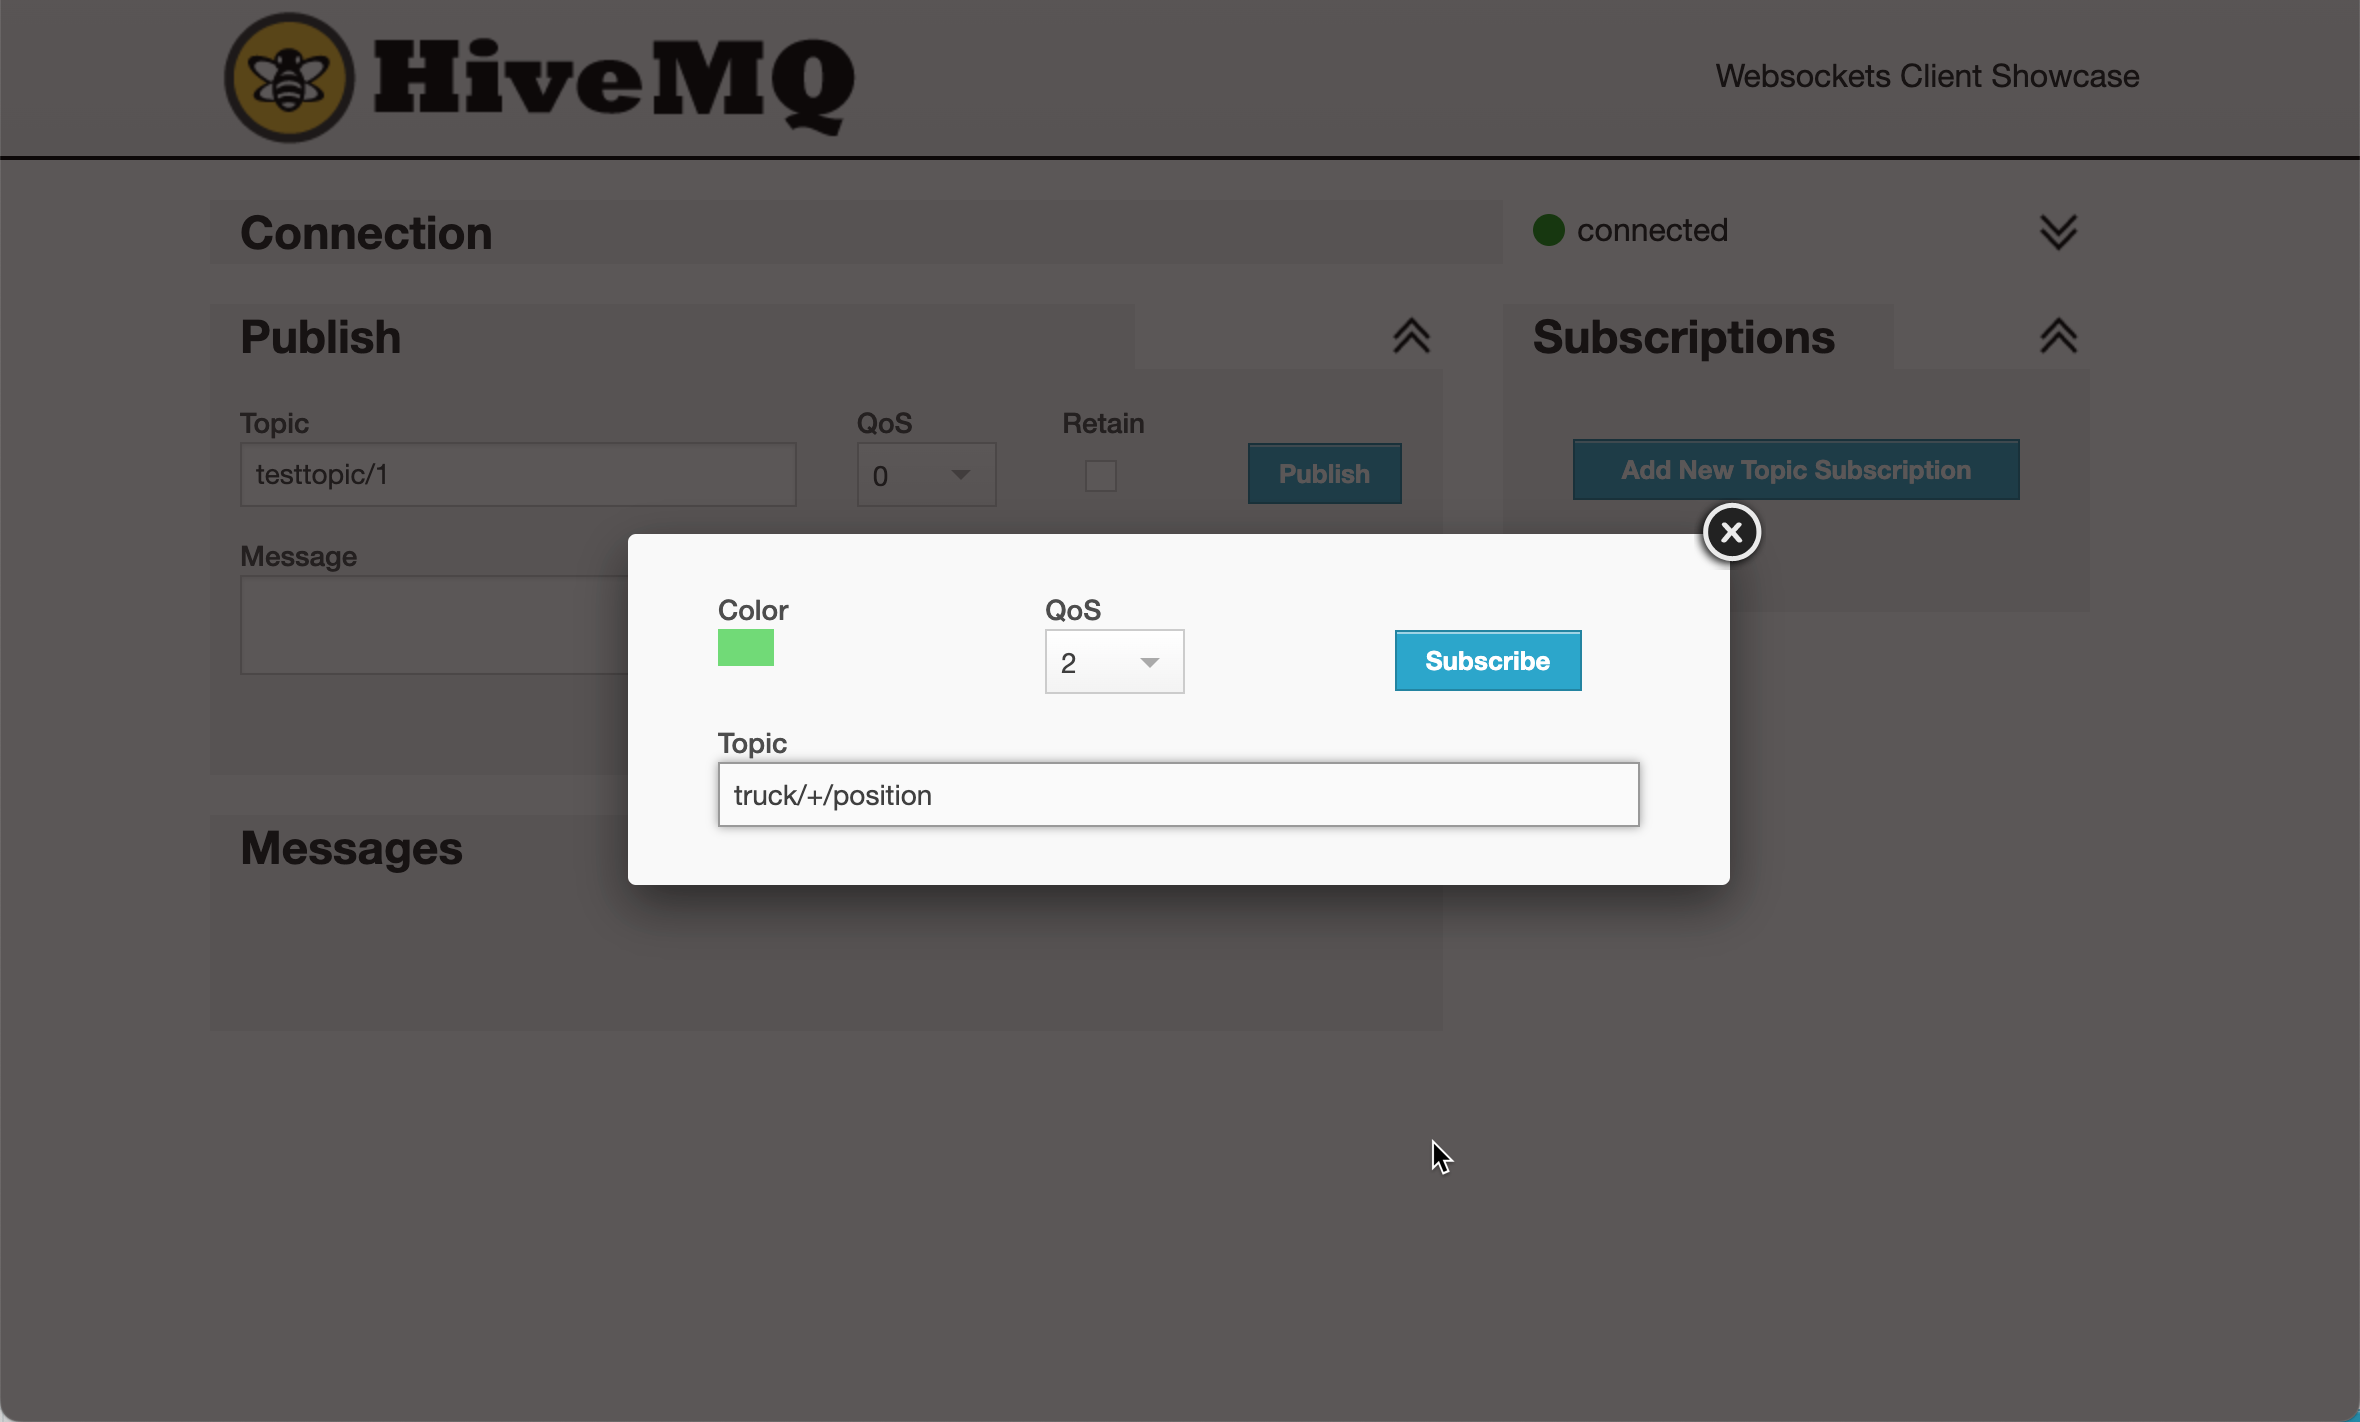 HiveMQ
Websockets Client Showcase
Connection
connected
Publish
Subscriptions
Topic QoS Retain
testtopic/1 0 Publish
Add New Topic Subscription
Message
Color QoS
2 Subscribe
Topic
truck/+/position
Messages